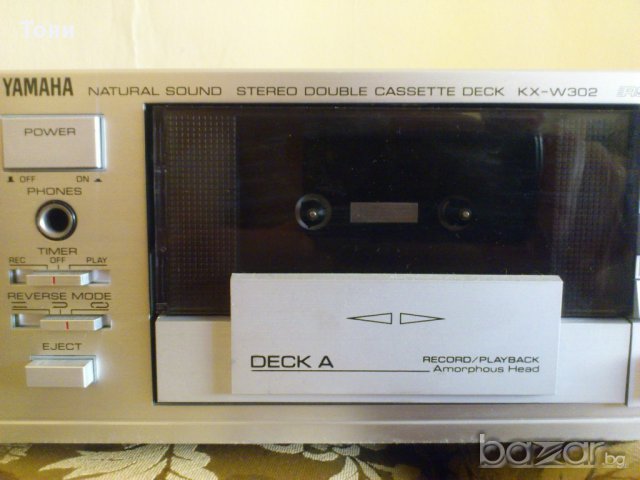 Тони
YAMAHA NATURAL SOUND STEREO DOUBLE CASSETTE DECK KX-W302
POWER
OFF ON
PHONES
TIMER
REC OFF PLAY
REVERSE MODE
EJECT
DECK A
RECORD/PLAYBACK
Amorphous Head
bazar.bg